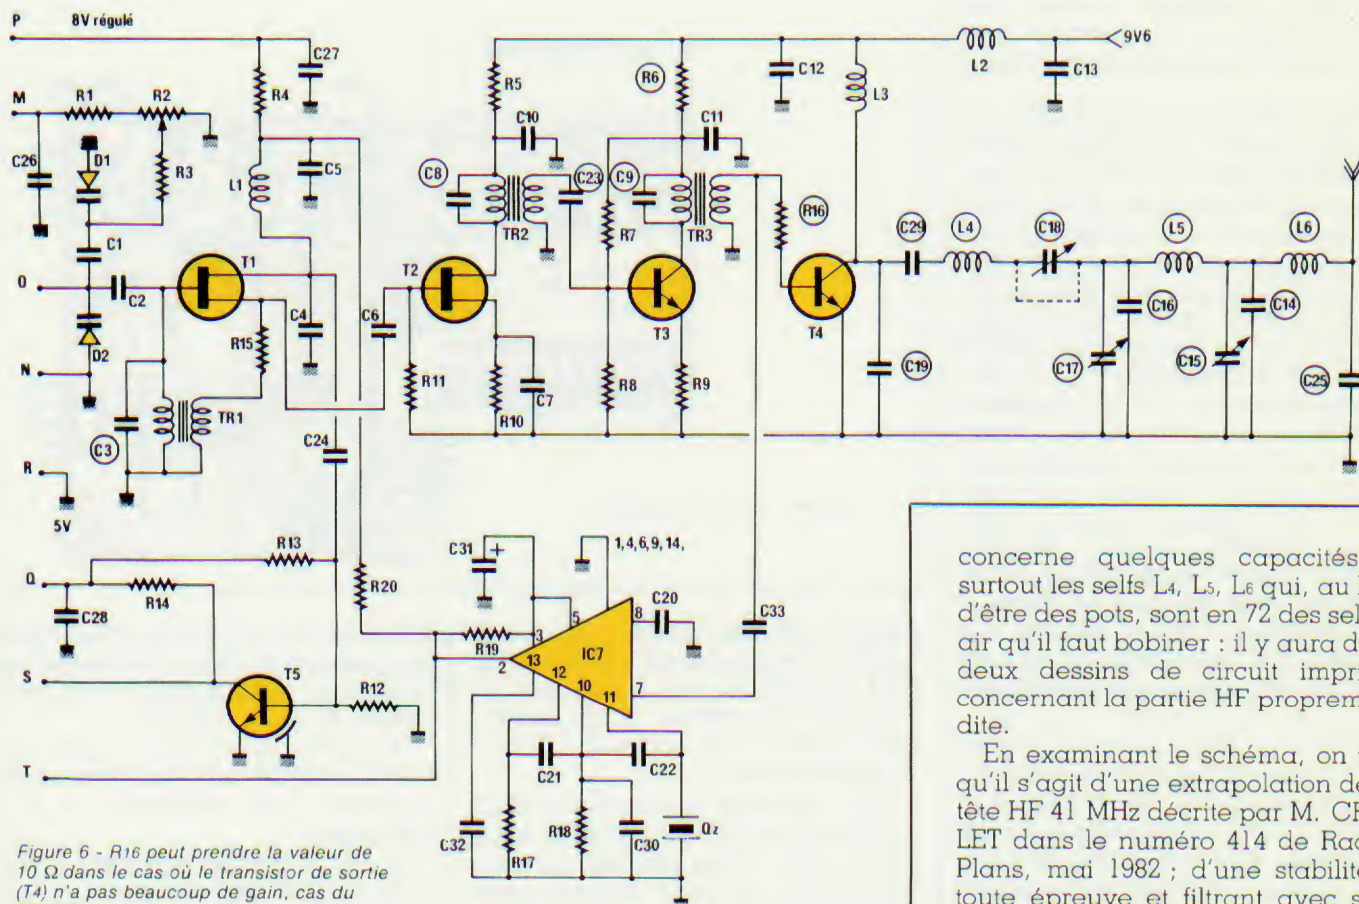 P
8V régulé
C27
R4
R5
R6
C12
L2
C13
9V6
L3
M
R1
R2
C10
C11
D1
C26
R3
L1
C5
C8
C23
C9
TR2
R7
TR3
R16
C1
C29
L4
C18
L5
L6
O
T1
T2
C2
T3
T4
C16
C14
D2
R15
C4
C6
C17
C15
C19
R11
C7
R8
R9
C25
N
R10
TR1
C3
C24
R
5V
R13
C31
+
1,4,6,9,14,
Q
R14
R20
C20
C33
C28
R19
3
5
8
IC7
13
2
12
10
11
7
S
T5
R12
C21
C22
T
C32
R17
R18
C30
Qz
Figure 6 - R16 peut prendre la valeur de
10 Ω dans le cas où le transistor de sortie
(T4) n'a pas beaucoup de gain, cas du
concerne quelques capacités
surtout les selfs L4, L5, L6 qui, au
d'être des pots, sont en 72 des sel
air qu'il faut bobiner : il y aura d
deux dessins de circuit impri
concernant la partie HF proprem
dite.
En examinant le schéma, on
qu'il s'agit d'une extrapolation de
tête HF 41 MHz décrite par M. CH
LET dans le numéro 414 de Rad
Plans, mai 1982 ; d'une stabilité
toute épreuve et filtrant avec s